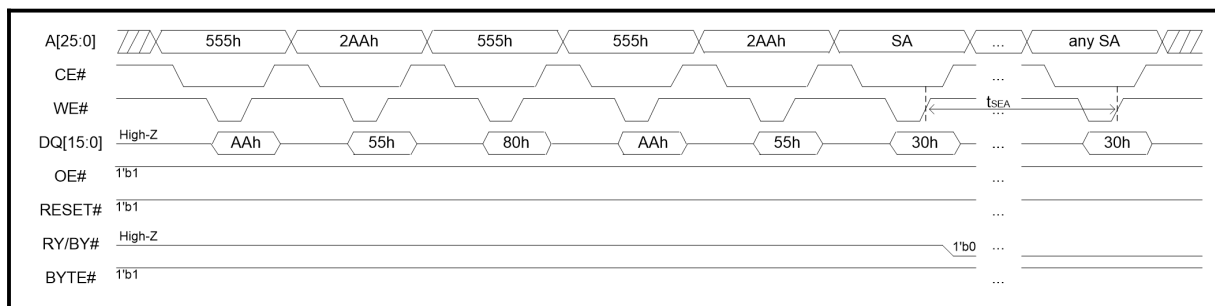 A[25:0] 555h 2AAh 555h 555h 2AAh SA ... any SA
CE# ...
WE# tSEA ...
DQ[15:0] High-Z AAh 55h 80h AAh 55h 30h ... 30h
OE# 1'b1 ...
RESET# 1'b1 ...
RY/BY# High-Z 1'b0 ...
BYTE# 1'b1